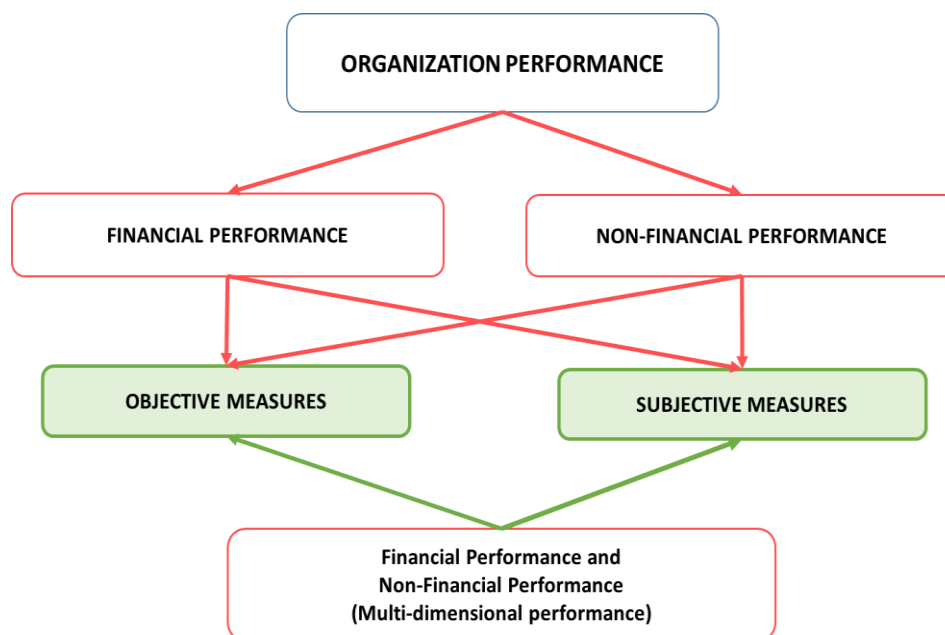 ORGANIZATION PERFORMANCE
FINANCIAL PERFORMANCE
NON-FINANCIAL PERFORMANCE
OBJECTIVE MEASURES
SUBJECTIVE MEASURES
Financial Performance and
Non-Financial Performance
(Multi-dimensional performance)